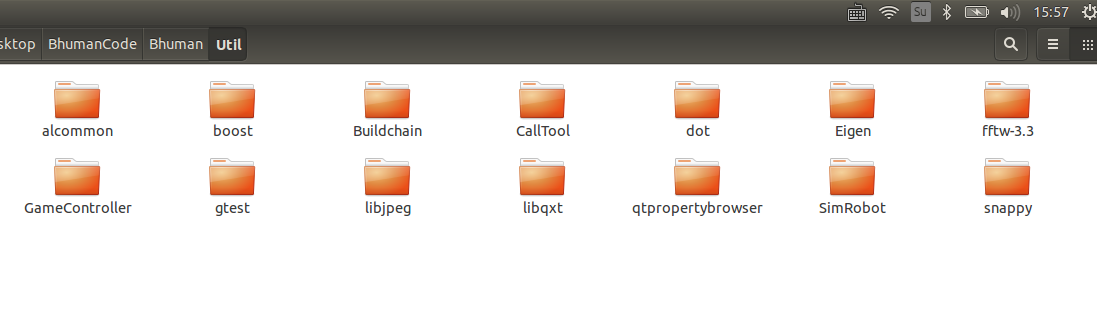 Su 15:57
sktop BhumanCode Bhuman Util
alcommon boost Buildchain CallTool dot Eigen fftw-3.3
GameController gtest libjpeg libqxt qtpropertybrowser SimRobot snappy